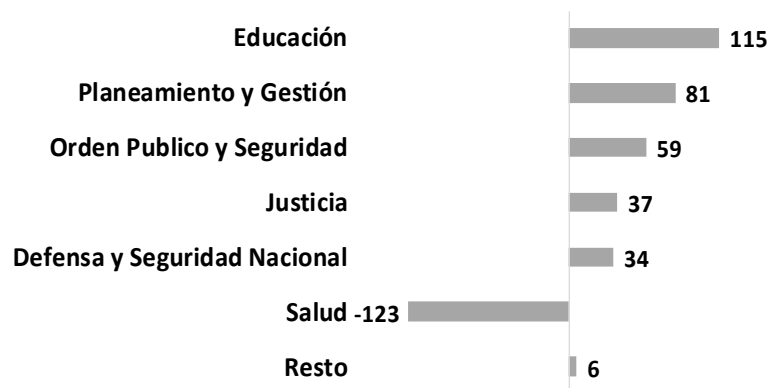 Educación 115
Planeamiento y Gestión 81
Orden Publico y Seguridad 59
Justicia 37
Defensa y Seguridad Nacional 34
Salud -123
Resto 6